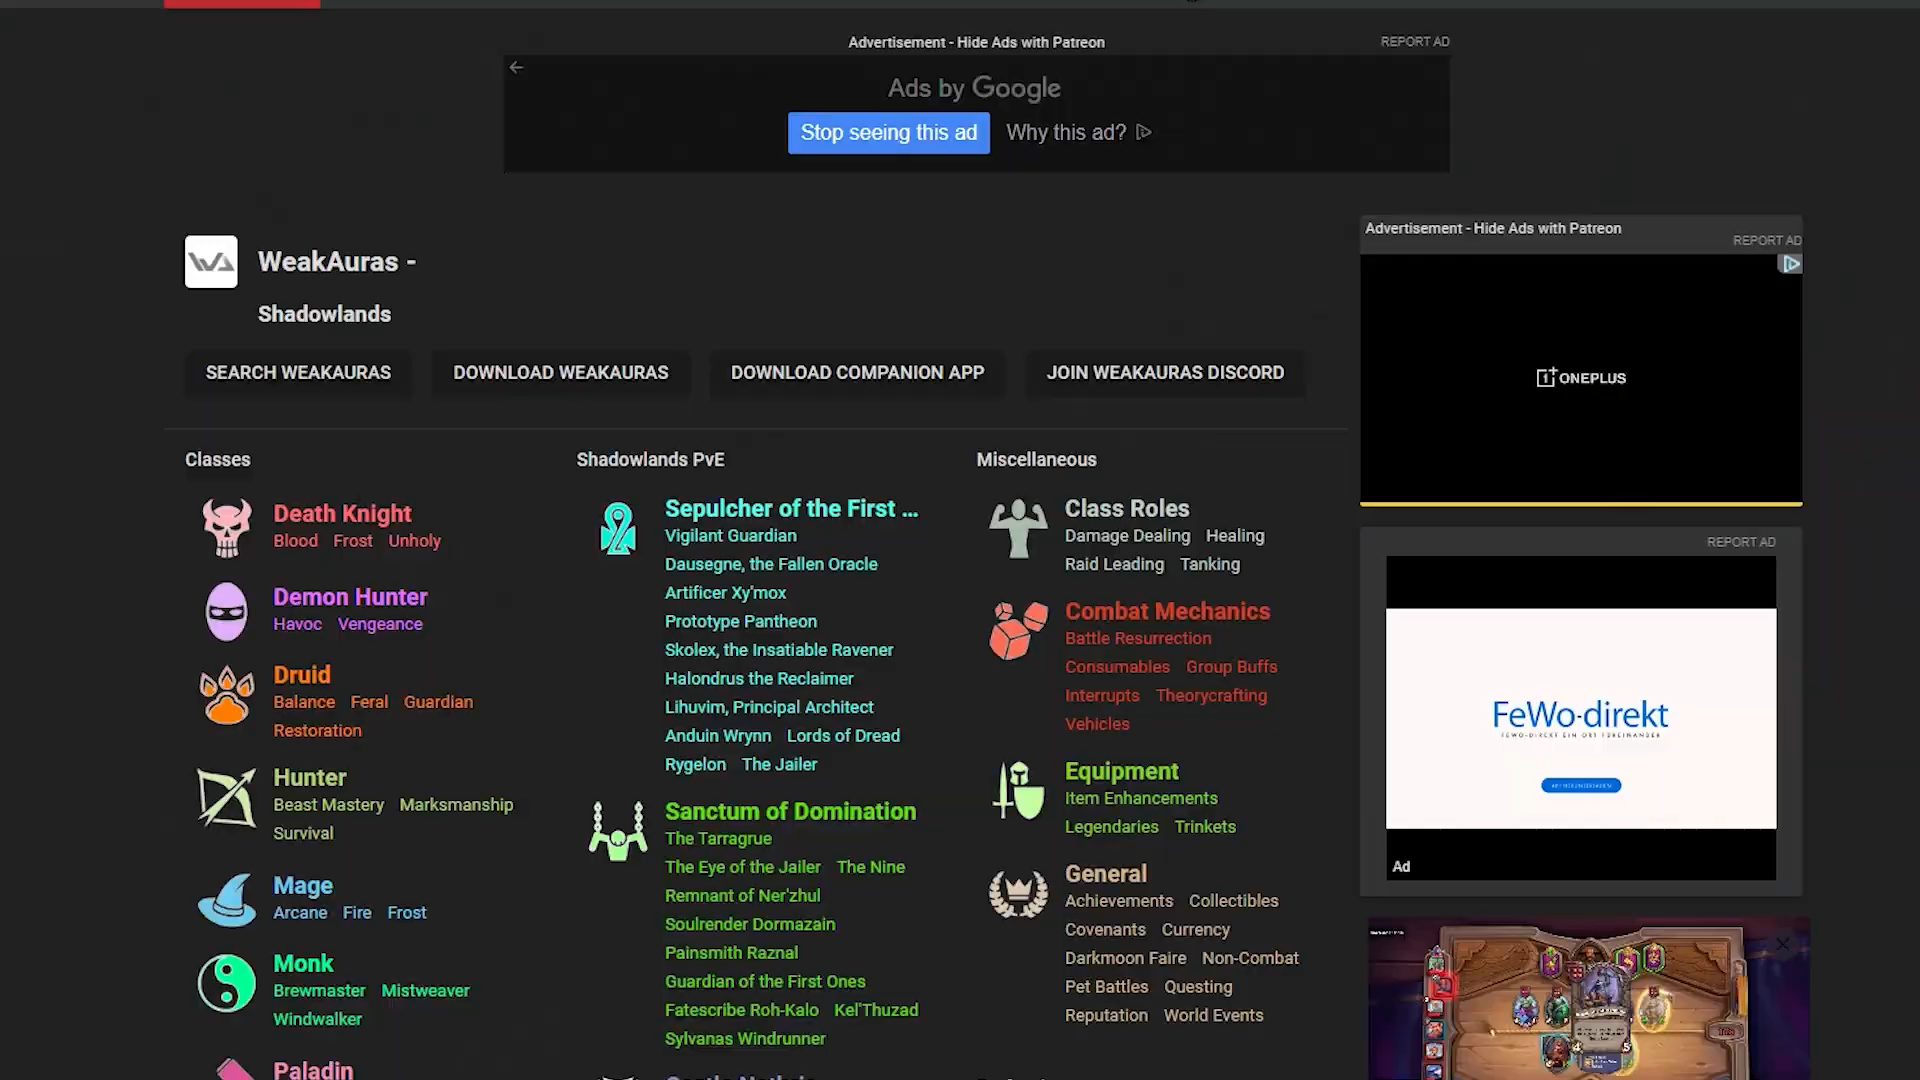 Advertisement - Hide Ads with Patreon
REPORT AD
Ads by Google
Stop seeing this ad
Why this ad?
WeakAuras -
Shadowlands
SEARCH WEAKAURAS
DOWNLOAD WEAKAURAS
DOWNLOAD COMPANION APP
JOIN WEAKAURAS DISCORD
Classes
Death Knight
Blood Frost Unholy
Demon Hunter
Havoc Vengeance
Druid
Balance Feral Guardian
Restoration
Hunter
Beast Mastery Marksmanship
Survival
Mage
Arcane Fire Frost
Monk
Brewmaster Mistweaver
Windwalker
Paladin
Shadowlands PvE
Sepulcher of the First ...
Vigilant Guardian
Dausegne, the Fallen Oracle
Artificer Xy'mox
Prototype Pantheon
Skolex, the Insatiable Ravener
Halondrus the Reclaimer
Lihuvim, Principal Architect
Anduin Wrynn Lords of Dread
Rygelon The Jailer
Sanctum of Domination
The Tarragrue
The Eye of the Jailer The Nine
Remnant of Ner'zhul
Soulrender Dormazain
Painsmith Raznal
Guardian of the First Ones
Fatescribe Roh-Kalo Kel'Thuzad
Sylvanas Windrunner
Miscellaneous
Class Roles
Damage Dealing Healing
Raid Leading Tanking
Combat Mechanics
Battle Resurrection
Consumables Group Buffs
Interrupts Theorycrafting
Vehicles
Equipment
Item Enhancements
Legendaries Trinkets
General
Achievements Collectibles
Covenants Currency
Darkmoon Faire Non-Combat
Pet Battles Questing
Reputation World Events
Advertisement - Hide Ads with Patreon
REPORT AD
ONEPLUS
REPORT AD
FeWo-direkt
FEWO-DIREKT EIN ORT FÜREINANDER
Ad